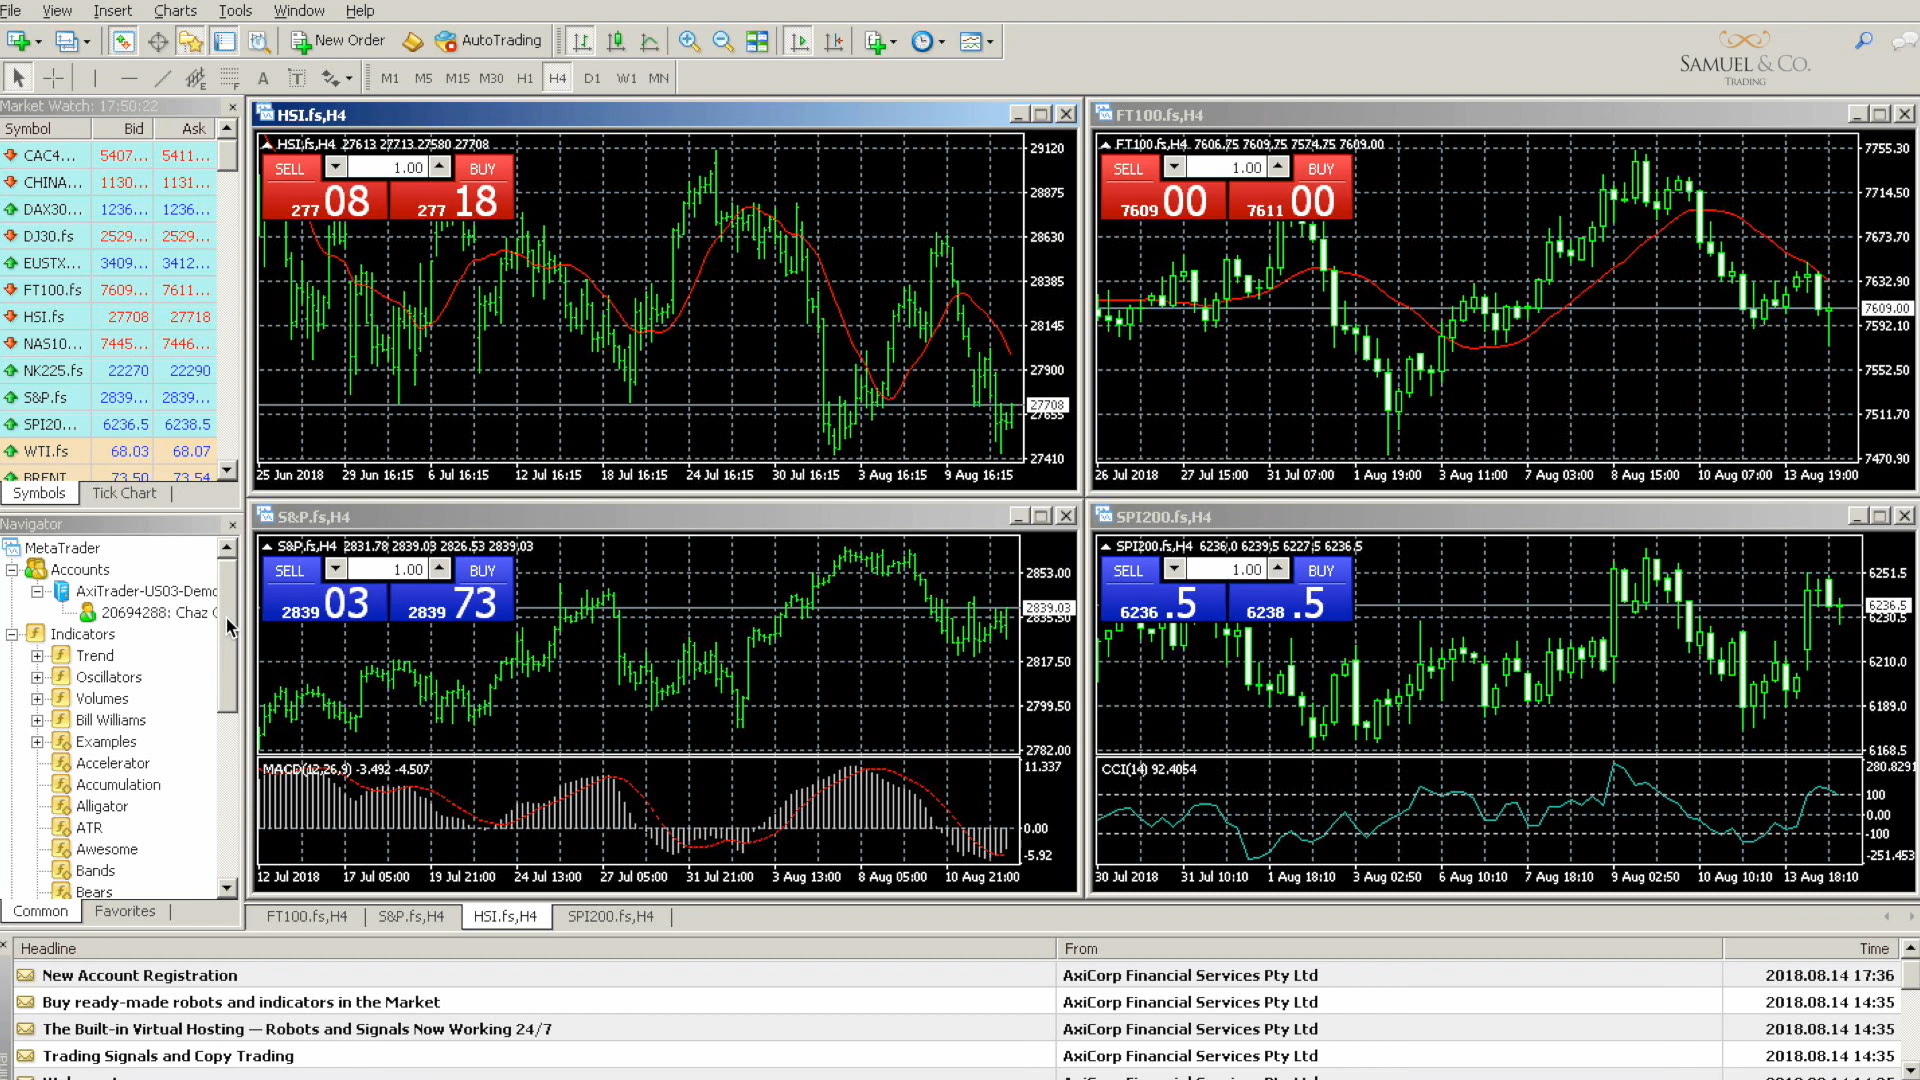 File View Insert Charts Tools Window Help
New Order AutoTrading
SAMUEL & CO.
TRADING
A T M1 M5 M15 M30 H1 H4 D1 W1 MN
Market Watch: 17:50:22
Symbol Bid Ask
CAC4... 5407... 5411...
CHINA... 1130... 1131...
DAX30... 1236... 1236...
DJ30.fs 2529... 2529...
EUSTX... 3409... 3412...
FT100.fs 7609... 7611...
HSI.fs 27708 27718
NAS10... 7445... 7446...
NK225.fs 22270 22290
S&P.fs 2839... 2839...
SPI20... 6236.5 6238.5
WTI.fs 68.03 68.07
BRENT 73.50 73.54
Symbols Tick Chart
Navigator
MetaTrader
Accounts
AxiTrader-US03-Demo
20694288: Chaz
Indicators
Trend
Oscillators
Volumes
Bill Williams
Examples
Accelerator
Accumulation
Alligator
ATR
Awesome
Bands
Bears
Common Favorites
HSI.fs,H4
HSI.fs,H4 27613 27713 27580 27708
SELL 1.00 BUY
277 08 277 18
29120
28875
28630
28385
28145
27900
27708
27655
27410
25 Jun 2018 29 Jun 16:15 6 Jul 16:15 12 Jul 16:15 18 Jul 16:15 24 Jul 16:15 30 Jul 16:15 3 Aug 16:15 9 Aug 16:15
FT100.fs,H4
FT100.fs,H4 7606.75 7609.75 7574.75 7609.00
SELL 1.00 BUY
7609 00 7611 00
7755.30
7714.50
7673.70
7632.90
7609.00
7592.10
7552.50
7511.70
7470.90
26 Jul 2018 27 Jul 15:00 31 Jul 07:00 1 Aug 19:00 3 Aug 11:00 7 Aug 03:00 8 Aug 15:00 10 Aug 07:00 13 Aug 19:00
S&P.fs,H4
S&P.fs,H4 2831.78 2839.03 2826.53 2839.03
SELL 1.00 BUY
2839 03 2839 73
2853.00
2839.03
2835.50
2817.50
2799.50
2782.00
MACD(12,26,9) -3.492 -4.507
11.337
0.00
-5.92
12 Jul 2018 17 Jul 05:00 19 Jul 21:00 24 Jul 13:00 27 Jul 05:00 31 Jul 21:00 3 Aug 13:00 8 Aug 05:00 10 Aug 21:00
SPI200.fs,H4
SPI200.fs,H4 6236.0 6239.5 6227.5 6236.5
SELL 1.00 BUY
6236 .5 6238 .5
6251.5
6236.5
6230.5
6210.0
6189.0
6168.5
CCI(14) 92.4054
280.8291
100
0.00
-100
-251.453
30 Jul 2018 31 Jul 10:10 1 Aug 18:10 3 Aug 02:50 6 Aug 10:10 7 Aug 18:10 9 Aug 02:50 10 Aug 10:10 13 Aug 18:10
FT100.fs,H4 S&P.fs,H4 HSI.fs,H4 SPI200.fs,H4
Headline From Time
New Account Registration AxiCorp Financial Services Pty Ltd 2018.08.14 17:36
Buy ready-made robots and indicators in the Market AxiCorp Financial Services Pty Ltd 2018.08.14 14:35
The Built-in Virtual Hosting — Robots and Signals Now Working 24/7 AxiCorp Financial Services Pty Ltd 2018.08.14 14:35
Trading Signals and Copy Trading AxiCorp Financial Services Pty Ltd 2018.08.14 14:35